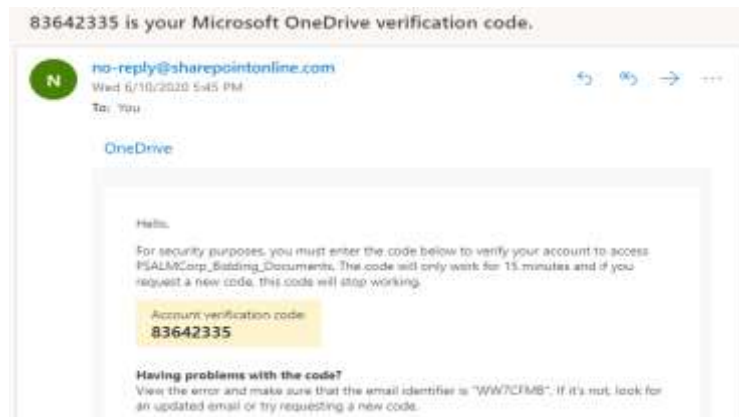 83642335 is your Microsoft OneDrive verification code.
N
no-reply@sharepointonline.com
Wed 6/10/2020 5:45 PM
To: You
OneDrive
Hello,
For security purposes, you must enter the code below to verify your account to access
PSALMCorp_Bidding_Documents. The code will only work for 15 minutes and if you
request a new code, this code will stop working.
Account verification code:
83642335
Having problems with the code?
View the error and make sure that the email identifier is "WW7CFMB". If it's not, look for
an updated email or try requesting a new code.